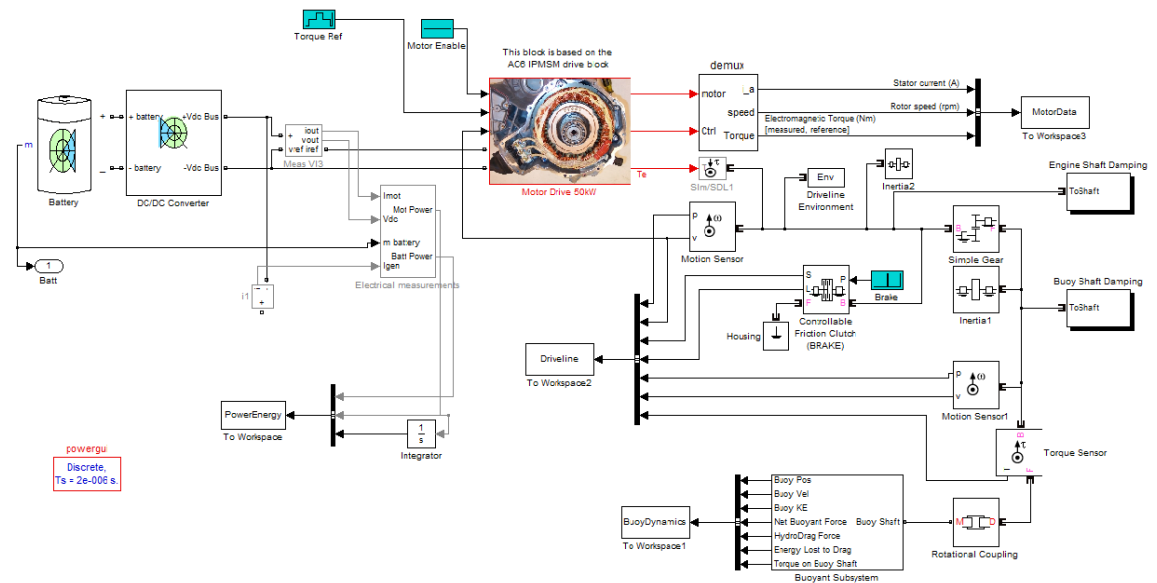 Torque Ref
Motor Enable
This block is based on the
AC6 IPMSM drive block
demux
+ battery
+Vdc Bus
- battery
-Vdc Bus
m
+
_
Battery
DC/DC Converter
+
-
iout
vout
vref iref
Meas VI3
Motor Drive 50kW
Te
motor
Ctrl
i_a
speed
Torque
Stator current (A)
Rotor speed (rpm)
Electromagnetic Torque (Nm)
[measured, reference]
MotorData
To Workspace3
T
τ
Slm/SDL1
Env
Driveline
Environment
Inertia2
Engine Shaft Damping
ToShaft
Imot
Vdc
m battery
Igen
Mot Power
Batt Power
Electrical measurements
1
Batt
i1
-
+
p
v
ω
Motion Sensor
B
F
Simple Gear
Inertia1
Buoy Shaft Damping
ToShaft
S
L
F
P
B
Brake
Housing
Controllable
Friction Clutch
(BRAKE)
Driveline
To Workspace2
p
v
ω
Motion Sensor1
PowerEnergy
To Workspace
1
s
Integrator
powergui
Discrete,
Ts = 2e-006 s.
B
τ
F
Torque Sensor
Buoy Pos
Buoy Vel
Buoy KE
Net Buoyant Force
HydroDrag Force
Energy Lost to Drag
Torque on Buoy Shaft
Buoy Shaft
Buoyant Subsystem
BuoyDynamics
To Workspace1
M
D
Rotational Coupling